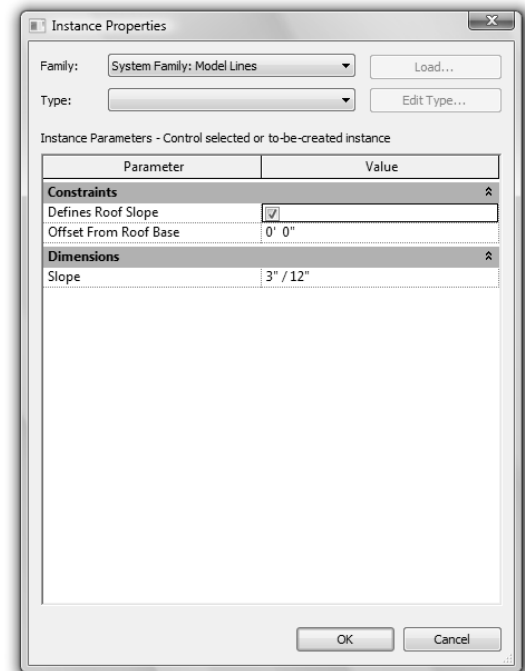 Instance Properties
Family: System Family: Model Lines Load...
Type: Edit Type...
Instance Parameters - Control selected or to-be-created instance
Parameter Value
Constraints
Defines Roof Slope
Offset From Roof Base 0' 0"
Dimensions
Slope 3" / 12"
OK Cancel